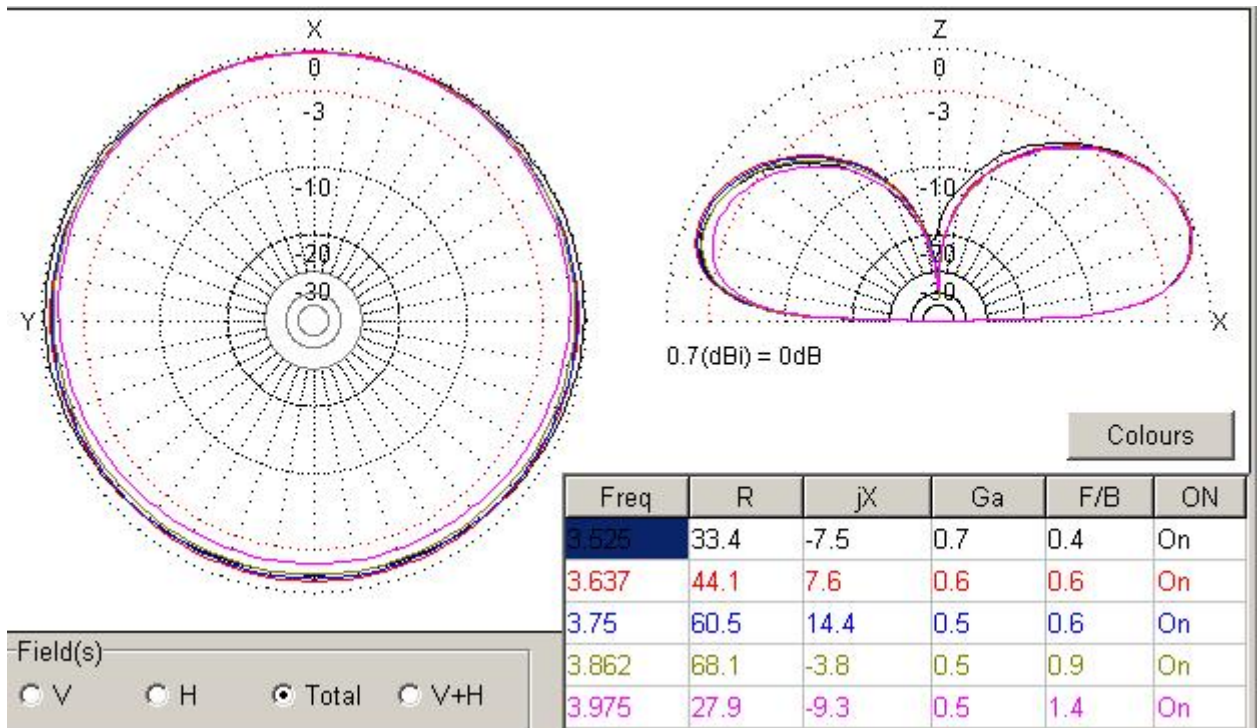 X
0
-3
-10
-20
-30
Y
Z
0
-3
-10
-20
-30
X
0.7(dBi) = 0dB
Colours
Freq R jX Ga F/B ON
3.525 33.4 -7.5 0.7 0.4 On
3.637 44.1 7.6 0.6 0.6 On
3.75 60.5 14.4 0.5 0.6 On
3.862 68.1 -3.8 0.5 0.9 On
3.975 27.9 -9.3 0.5 1.4 On
Field(s)
V H Total V+H